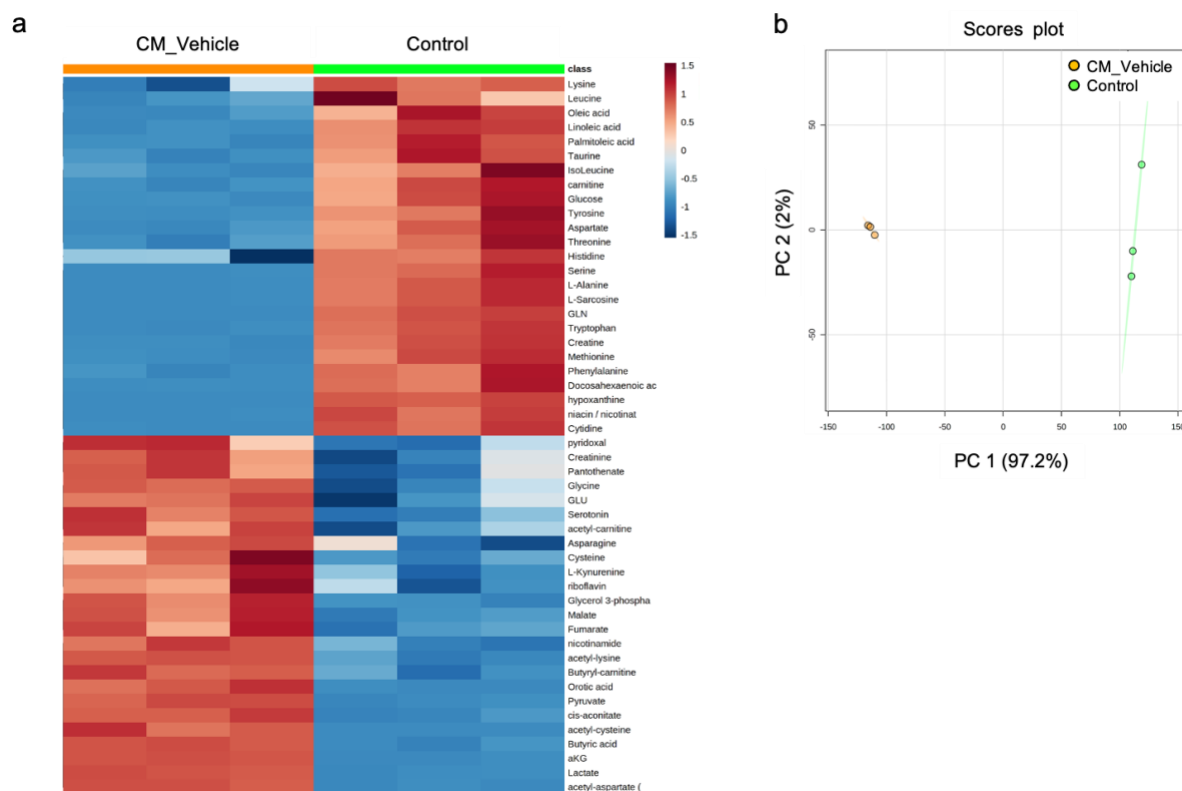 a
CM_Vehicle Control
class
1.5
1
0.5
0
-0.5
-1
-1.5
Lysine
Leucine
Oleic acid
Linoleic acid
Palmitoleic acid
Taurine
IsoLeucine
carnitine
Glucose
Tyrosine
Aspartate
Threonine
Histidine
Serine
L-Alanine
L-Sarcosine
GLN
Tryptophan
Creatine
Methionine
Phenylalanine
Docosahexaenoic ac
hypoxanthine
niacin / nicotinat
Cytidine
pyridoxal
Creatinine
Pantothenate
Glycine
GLU
Serotonin
acetyl-carnitine
Asparagine
Cysteine
L-Kynurenine
riboflavin
Glycerol 3-phospha
Malate
Fumarate
nicotinamide
acetyl-lysine
Butyryl-carnitine
Orotic acid
Pyruvate
cis-aconitate
acetyl-cysteine
Butyric acid
aKG
Lactate
acetyl-aspartate (
b
Scores plot
CM_Vehicle
Control
PC 2 (2%)
50
0
-50
-150 -100 -50 0 50 100 150
PC 1 (97.2%)